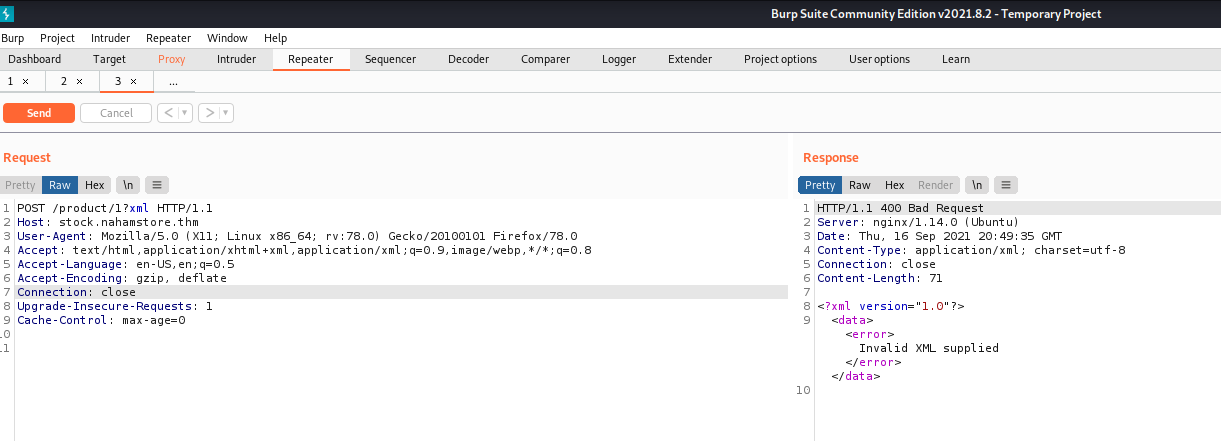 Burp Suite Community Edition v2021.8.2 - Temporary Project
Burp Project Intruder Repeater Window Help
Dashboard Target Proxy Intruder Repeater Sequencer Decoder Comparer Logger Extender Project options User options Learn
1 × 2 × 3 × ...
Send Cancel < > 
Request
Pretty Raw Hex \n
1 POST /product/1?xml HTTP/1.1
2 Host: stock.nahamstore.thm
3 User-Agent: Mozilla/5.0 (X11; Linux x86_64; rv:78.0) Gecko/20100101 Firefox/78.0
4 Accept: text/html,application/xhtml+xml,application/xml;q=0.9,image/webp,*/*;q=0.8
5 Accept-Language: en-US,en;q=0.5
6 Accept-Encoding: gzip, deflate
7 Connection: close
8 Upgrade-Insecure-Requests: 1
9 Cache-Control: max-age=0
10
11
Response
Pretty Raw Hex Render \n
1 HTTP/1.1 400 Bad Request
2 Server: nginx/1.14.0 (Ubuntu)
3 Date: Thu, 16 Sep 2021 20:49:35 GMT
4 Content-Type: application/xml; charset=utf-8
5 Connection: close
6 Content-Length: 71
7
8 <?xml version="1.0"?>
9 <data>
<error>
Invalid XML supplied
</error>
</data>
10